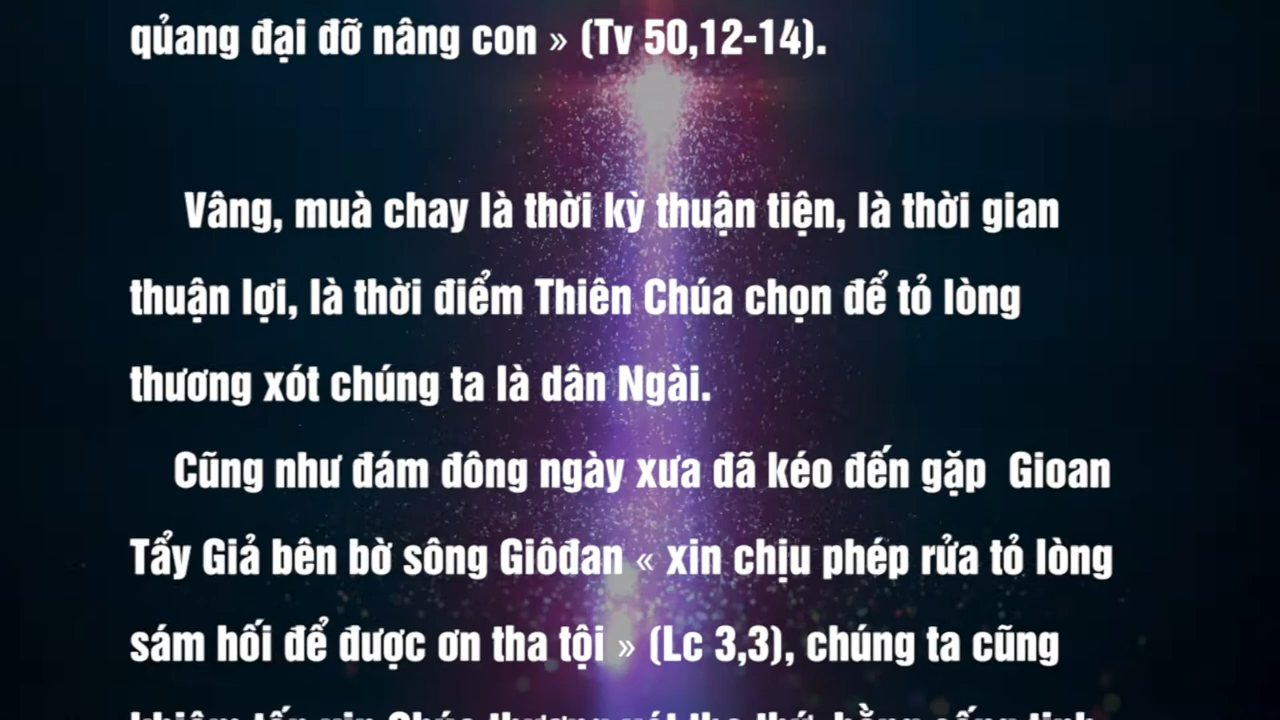 qủang đại đỡ nâng con » (Tv 50,12-14).
Vâng, muà chay là thời kỳ thuận tiện, là thời gian
thuận lợi, là thời điểm Thiên Chúa chọn để tỏ lòng
thương xót chúng ta là dân Ngài.
Cũng như đám đông ngày xưa đã kéo đến gặp Gioan
Tẩy Giả bên bờ sông Giôđan « xin chịu phép rửa tỏ lòng
sám hối để được ơn tha tội » (Lc 3,3), chúng ta cũng